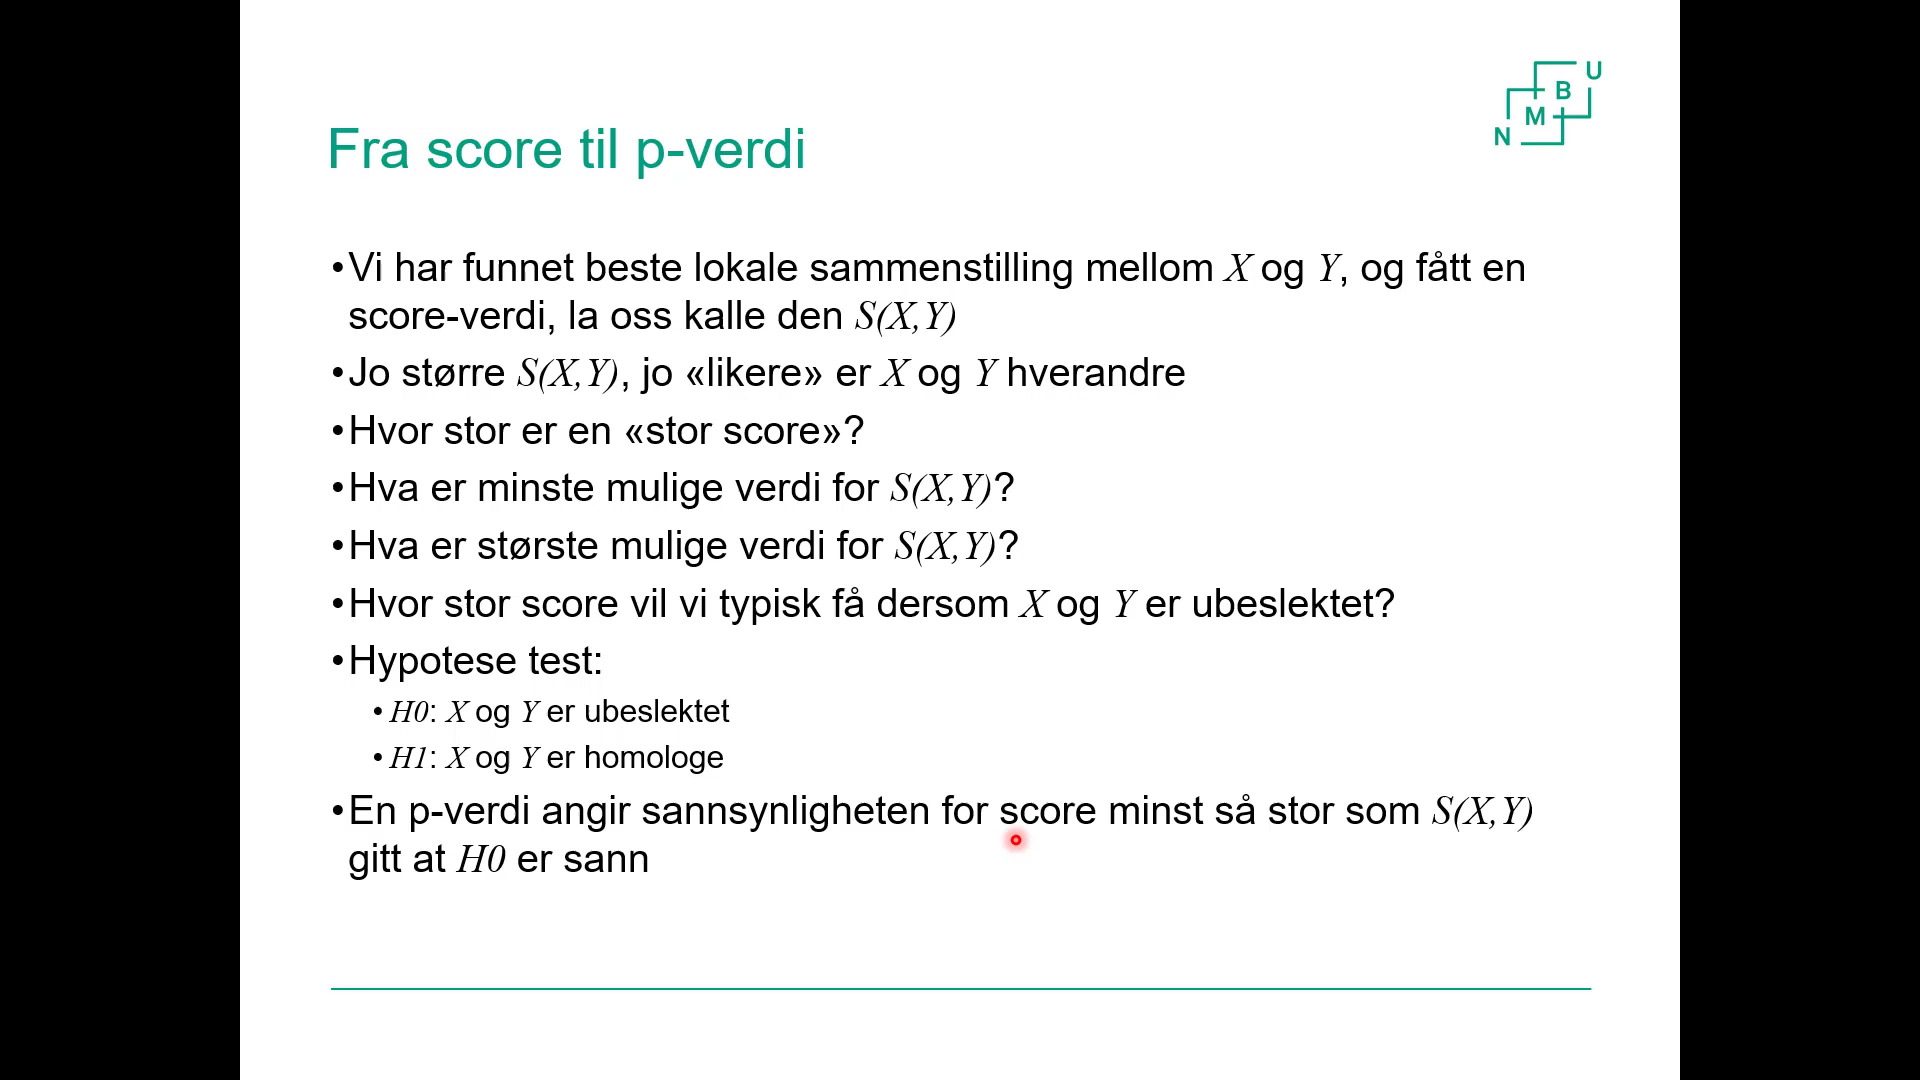 N M B U
Fra score til p-verdi
•Vi har funnet beste lokale sammenstilling mellom X og Y, og fått en
score-verdi, la oss kalle den S(X,Y)
•Jo større S(X,Y), jo «likere» er X og Y hverandre
•Hvor stor er en «stor score»?
•Hva er minste mulige verdi for S(X,Y)?
•Hva er største mulige verdi for S(X,Y)?
•Hvor stor score vil vi typisk få dersom X og Y er ubeslektet?
•Hypotese test:
•H0: X og Y er ubeslektet
•H1: X og Y er homologe
•En p-verdi angir sannsynligheten for score minst så stor som S(X,Y)
gitt at H0 er sann